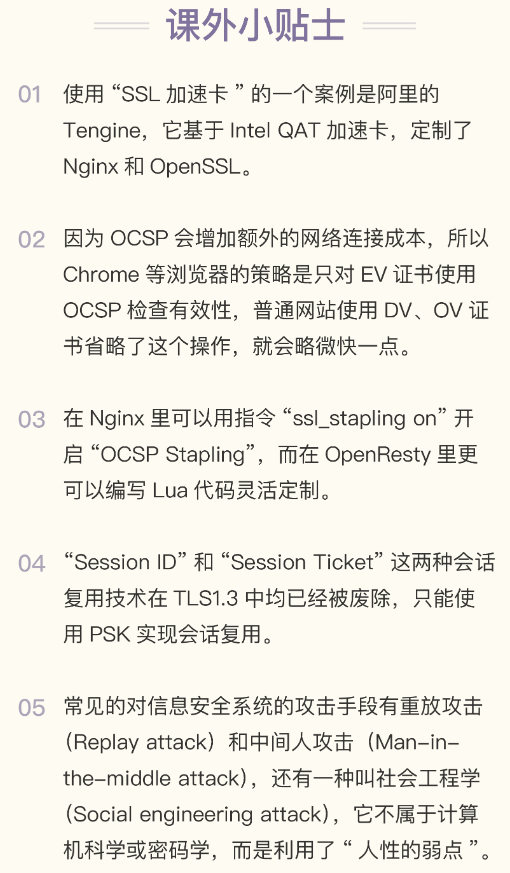 课外小贴士
01 使用 “SSL 加速卡 ” 的一个案例是阿里的
Tengine，它基于 Intel QAT 加速卡，定制了
Nginx 和 OpenSSL。
02 因为 OCSP 会增加额外的网络连接成本，所以
Chrome 等浏览器的策略是只对 EV 证书使用
OCSP 检查有效性，普通网站使用 DV、OV 证
书省略了这个操作，就会略微快一点。
03 在 Nginx 里可以用指令 “ssl_stapling on” 开
启 “OCSP Stapling”，而在 OpenResty 里更
可以编写 Lua 代码灵活定制。
04 “Session ID” 和 “Session Ticket” 这两种会话
复用技术在 TLS1.3 中均已经被废除，只能使
用 PSK 实现会话复用。
05 常见的对信息安全系统的攻击手段有重放攻击
（Replay attack）和中间人攻击（Man-in-
the-middle attack），还有一种叫社会工程学
（Social engineering attack），它不属于计算
机科学或密码学，而是利用了 “ 人性的弱点 ”。